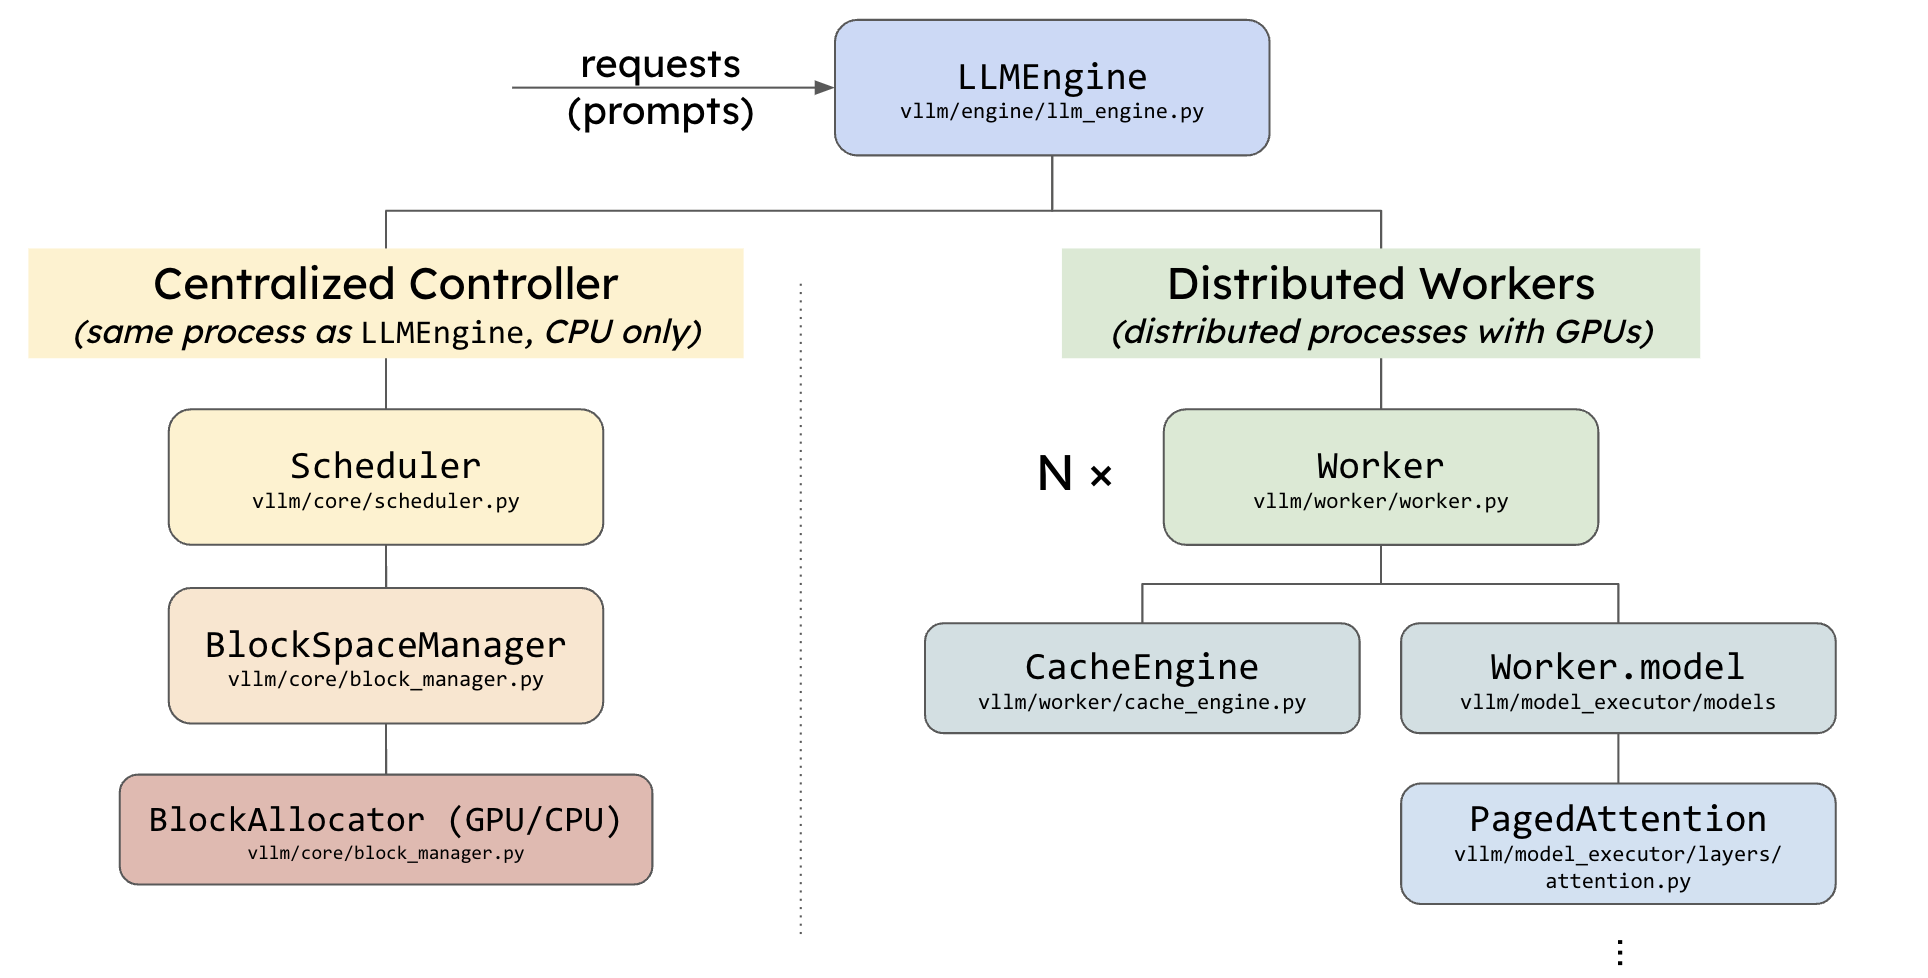 requests
(prompts)
LLMEngine
vllm/engine/llm_engine.py
Centralized Controller
(same process as LLMEngine, CPU only)
Scheduler
vllm/core/scheduler.py
BlockSpaceManager
vllm/core/block_manager.py
BlockAllocator (GPU/CPU)
vllm/core/block_manager.py
Distributed Workers
(distributed processes with GPUs)
N ×
Worker
vllm/worker/worker.py
CacheEngine
vllm/worker/cache_engine.py
Worker.model
vllm/model_executor/models
PagedAttention
vllm/model_executor/layers/
attention.py
⋮